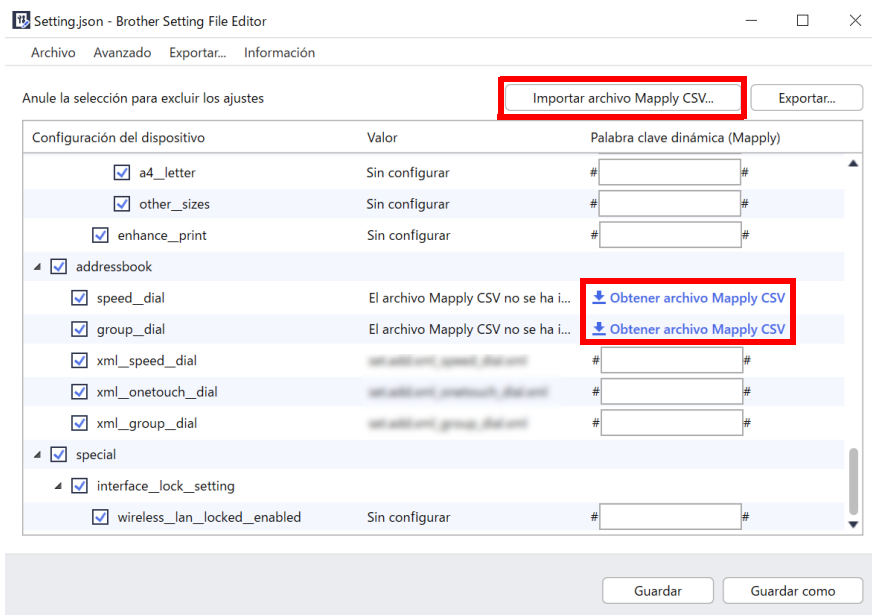 Setting.json - Brother Setting File Editor
Archivo Avanzado Exportar... Información
Anule la selección para excluir los ajustes Importar archivo Mapply CSV... Exportar...
Configuración del dispositivo Valor Palabra clave dinámica (Mapply)
a4__letter Sin configurar # #
other__sizes Sin configurar # #
enhance__print Sin configurar # #
addressbook
speed__dial El archivo Mapply CSV no se ha i... Obtener archivo Mapply CSV
group__dial El archivo Mapply CSV no se ha i... Obtener archivo Mapply CSV
xml__speed__dial # #
xml__onetouch__dial # #
xml__group__dial # #
special
interface__lock__setting
wireless__lan__locked__enabled Sin configurar # #
Guardar Guardar como